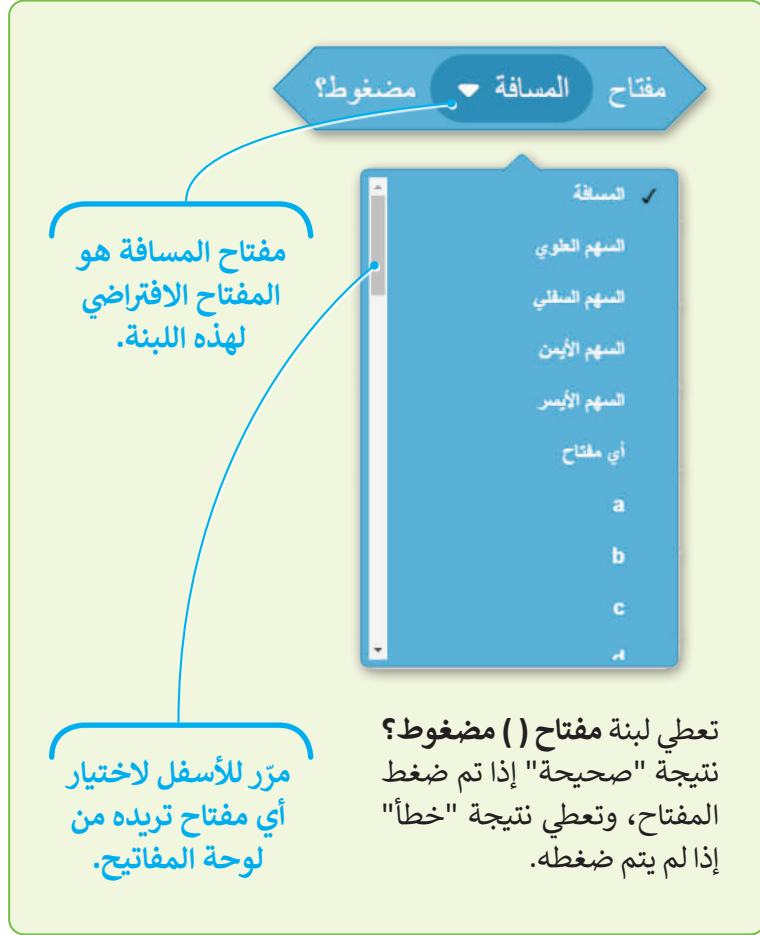 مفتاح المسافة مضغوط؟
✓ المسافة
السهم العلوي
السهم السفلي
السهم الأيمن
السهم الأيسر
أي مفتاح
a
b
c
d
مفتاح المسافة هو
المفتاح الافتراضي
لهذه اللبنة.
تعطي لبنة مفتاح ( ) مضغوط؟
نتيجة "صحيحة" إذا تم ضغط
المفتاح، وتعطي نتيجة "خطأ"
إذا لم يتم ضغطه.
مرّر للأسفل لاختيار
أي مفتاح تريده من
لوحة المفاتيح.